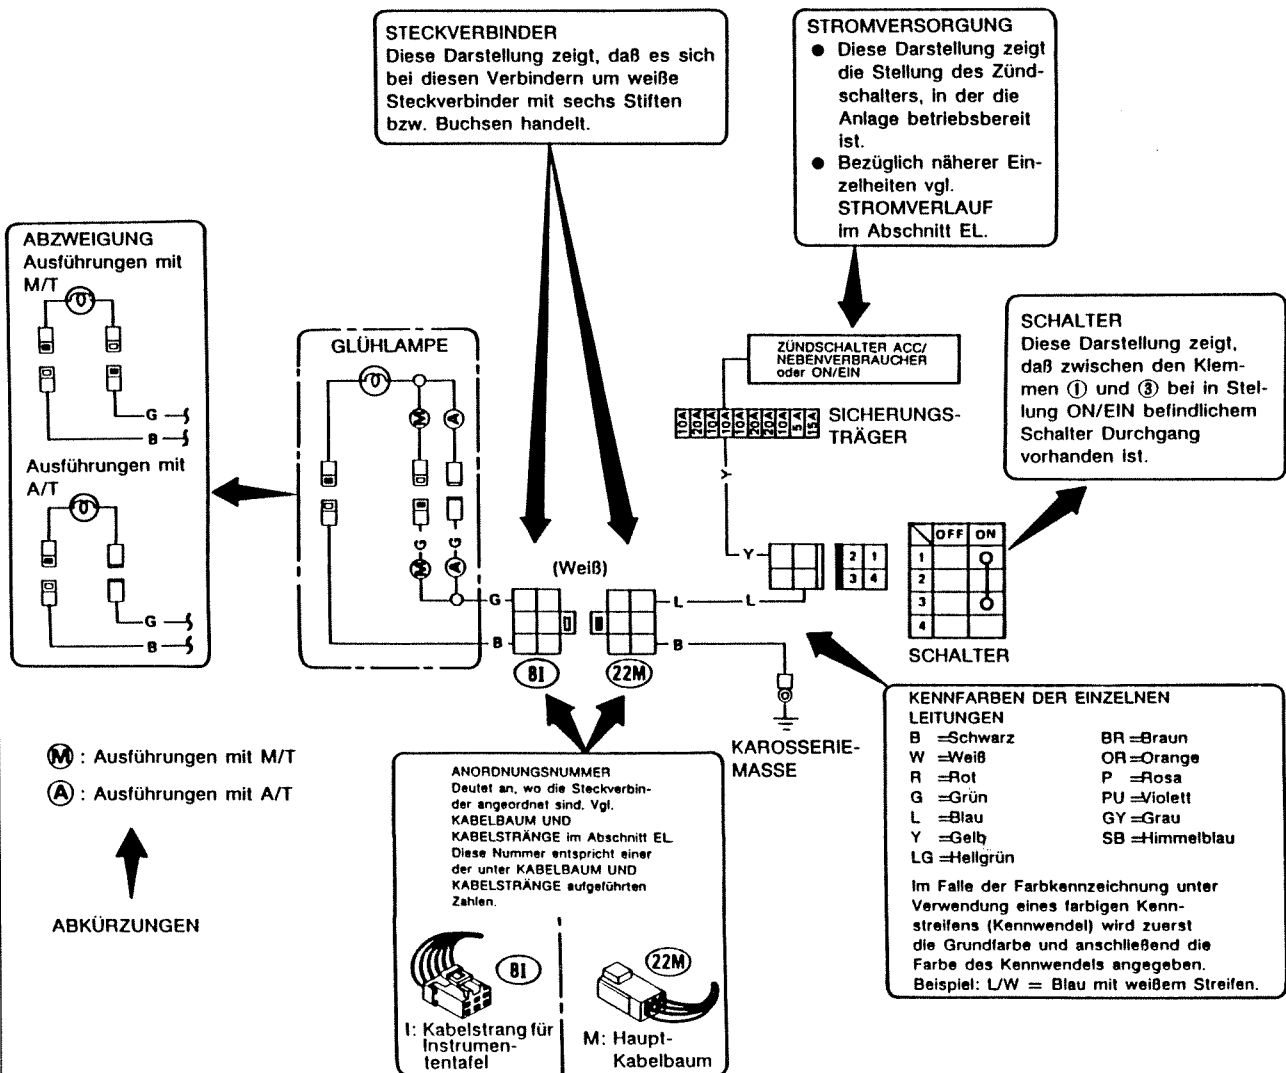 STECKVERBINDER
Diese Darstellung zeigt, daß es sich
bei diesen Verbindern um weiße
Steckverbinder mit sechs Stiften
bzw. Buchsen handelt.
STROMVERSORGUNG
● Diese Darstellung zeigt
die Stellung des Zünd-
schalters, in der die
Anlage betriebsbereit
ist.
● Bezüglich näherer Ein-
zelheiten vgl.
STROMVERLAUF
im Abschnitt EL.
ABZWEIGUNG
Ausführungen mit
M/T
G
B
Ausführungen mit
A/T
G
B
GLÜHLAMPE
M
A
G
G
M
A
G
B
(Weiß)
8I
22M
L
B
ZÜNDSCHALTER ACC/
NEBENVERBRAUCHER
oder ON/EIN
10A
20A
10A
10A
10A
20A
20A
10A
5A
15A
SICHERUNGS-
TRÄGER
Y
Y
L
2 1
3 4
SCHALTER
Diese Darstellung zeigt,
daß zwischen den Klem-
men ① und ③ bei in Stel-
lung ON/EIN befindlichem
Schalter Durchgang
vorhanden ist.
OFF ON
1
2
3
4
SCHALTER
KAROSSERIE-
MASSE
Ⓜ : Ausführungen mit M/T
Ⓐ : Ausführungen mit A/T
ABKÜRZUNGEN
ANORDNUNGSNUMMER
Deutet an, wo die Steckverbin-
der angeordnet sind. Vgl.
KABELBAUM UND
KABELSTRÄNGE im Abschnitt EL.
Diese Nummer entspricht einer
der unter KABELBAUM UND
KABELSTRÄNGE aufgeführten
Zahlen.
8I
22M
I: Kabelstrang für
Instrumen-
tentafel
M: Haupt-
Kabelbaum
KENNFARBEN DER EINZELNEN
LEITUNGEN
B =Schwarz BR =Braun
W =Weiß OR =Orange
R =Rot P =Rosa
G =Grün PU =Violett
L =Blau GY =Grau
Y =Gelb SB =Himmelblau
LG =Hellgrün
Im Falle der Farbkennzeichnung unter
Verwendung eines farbigen Kenn-
streifens (Kennwendel) wird zuerst
die Grundfarbe und anschließend die
Farbe des Kennwendels angegeben.
Beispiel: L/W = Blau mit weißem Streifen.